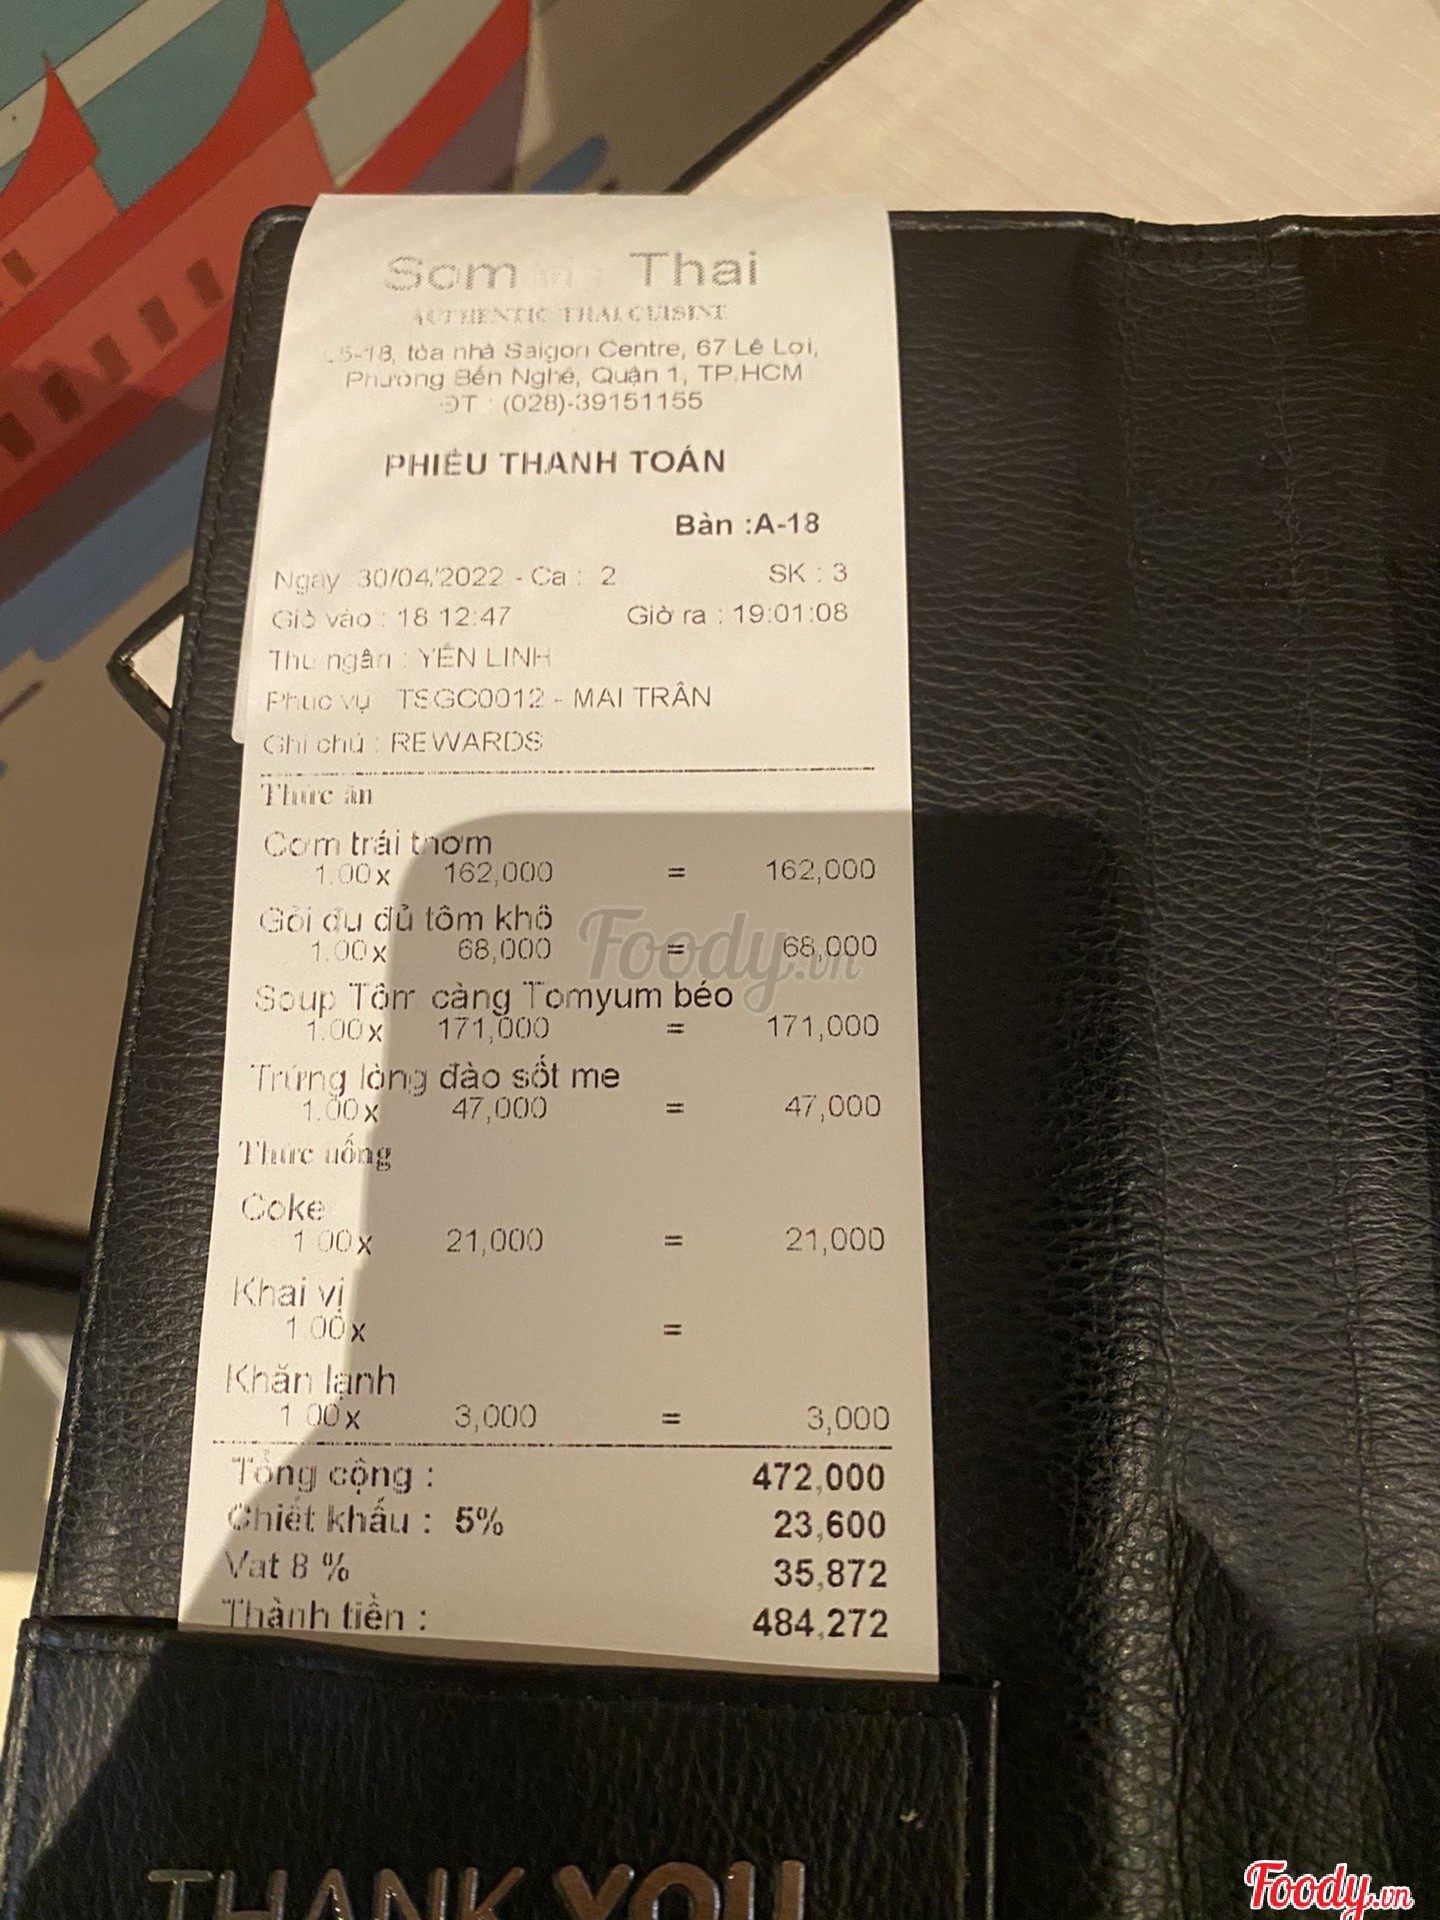 Som Thai
AUTHENTIC THAI CUISINE
5-18, tòa nhà Saigon Centre, 67 Lê Lợi,
Phường Bến Nghé, Quận 1, TP.HCM
ĐT : (028)-39151155
PHIẾU THANH TOÁN
Bàn :A-18
Ngày 30/04/2022 - Ca : 2 SK : 3
Giờ vào : 18:12:47 Giờ ra : 19:01:08
Thu ngân : YẾN LINH
Phục vụ TSGC0012 - MAI TRÂN
Ghi chú : REWARDS
Thức ăn
Cơm trái thơm
1.00x 162,000 = 162,000
Gỏi đu đủ tôm khô
1.00x 68,000 = 68,000
Soup Tôm càng Tomyum béo
1.00x 171,000 = 171,000
Trứng lòng đào sốt me
1.00x 47,000 = 47,000
Thức uống
Coke
1.00x 21,000 = 21,000
Khai vị
1.00x =
Khăn lạnh
1.00x 3,000 = 3,000
Tổng cộng : 472,000
Chiết khấu : 5% 23,600
Vat 8 % 35,872
Thành tiền : 484,272
THANK YOU
Foody.vn
Foody.vn